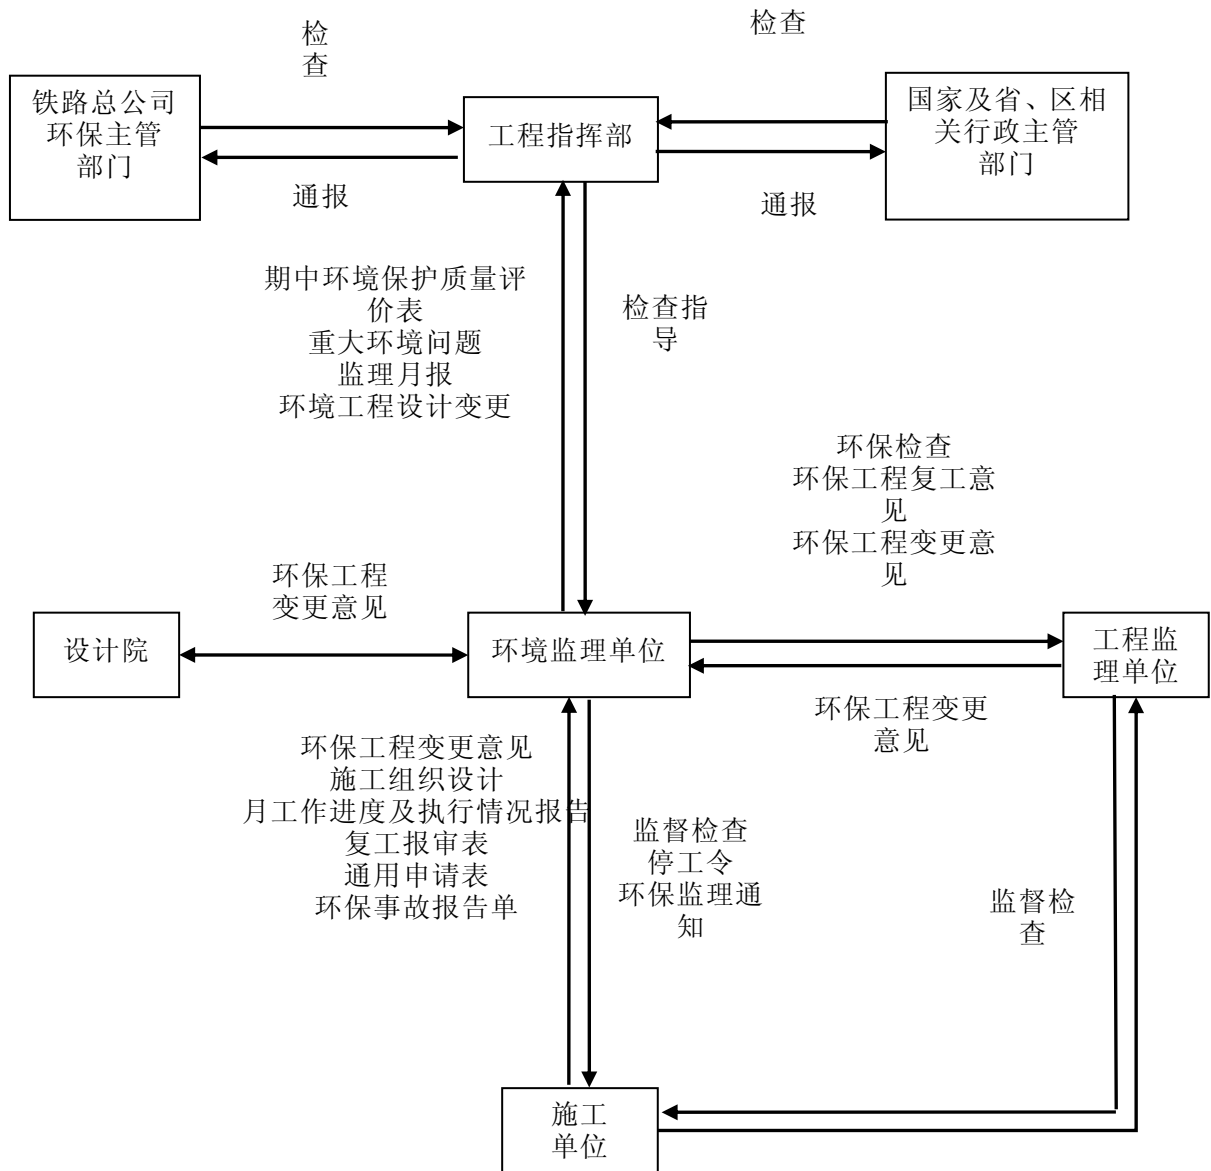 检
查
检查
铁路总公司
环保主管
部门
工程指挥部
国家及省、区相
关行政主管
部门
通报
通报
期中环境保护质量评
价表
重大环境问题
监理月报
环境工程设计变更
检查指
导
环保检查
环保工程复工意
见
环保工程变更意
见
环保工程
变更意见
设计院
环境监理单位
工程监
理单位
环保工程变更
意见
环保工程变更意见
施工组织设计
月工作进度及执行情况报告
复工报审表
通用申请表
环保事故报告单
监督检查
停工令
环保监理通
知
监督检
查
施工
单位